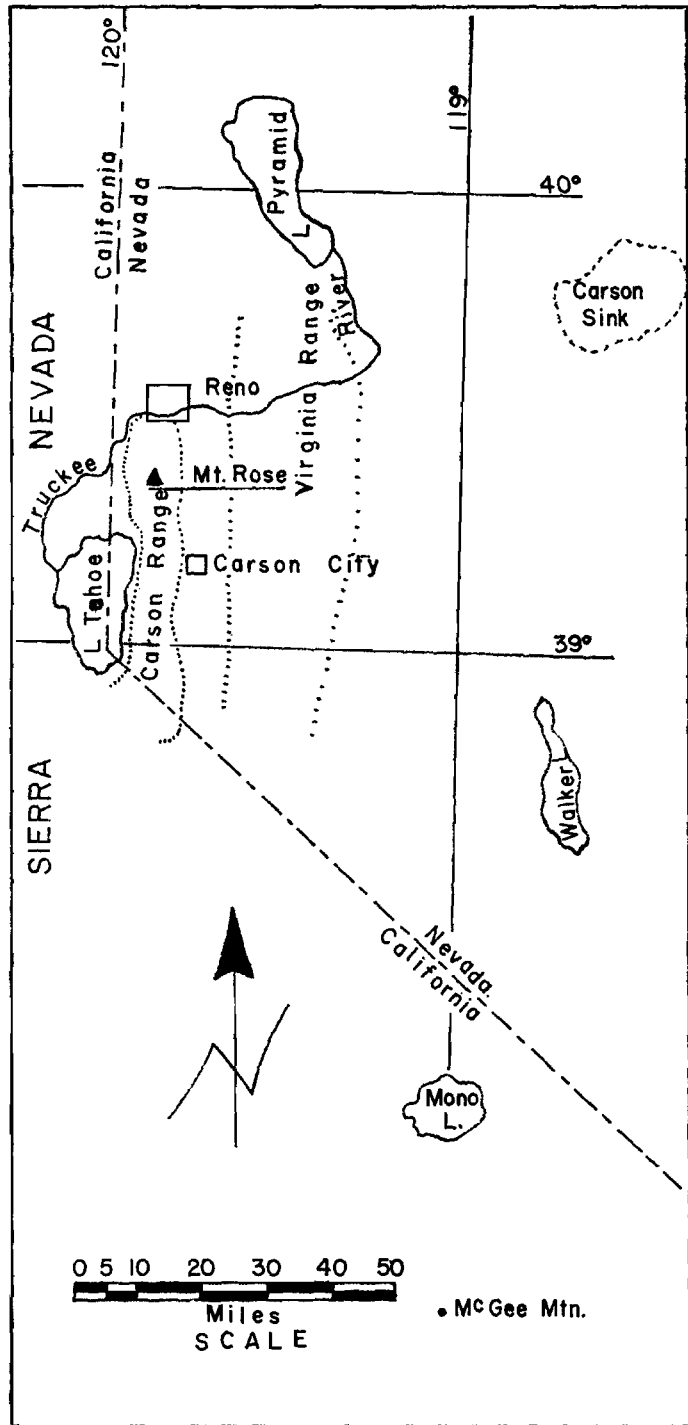 120°
119°
California
Nevada
Pyramid
L
40°
Carson
Sink
SIERRA NEVADA
Virginia Range
River
Reno
Truckee
Mt. Rose
Carson Range
Carson City
L Tahoe
39°
Walker
Nevada
California
Mono
L.
0 5 10 20 30 40 50
Miles
SCALE
McGee Mtn.